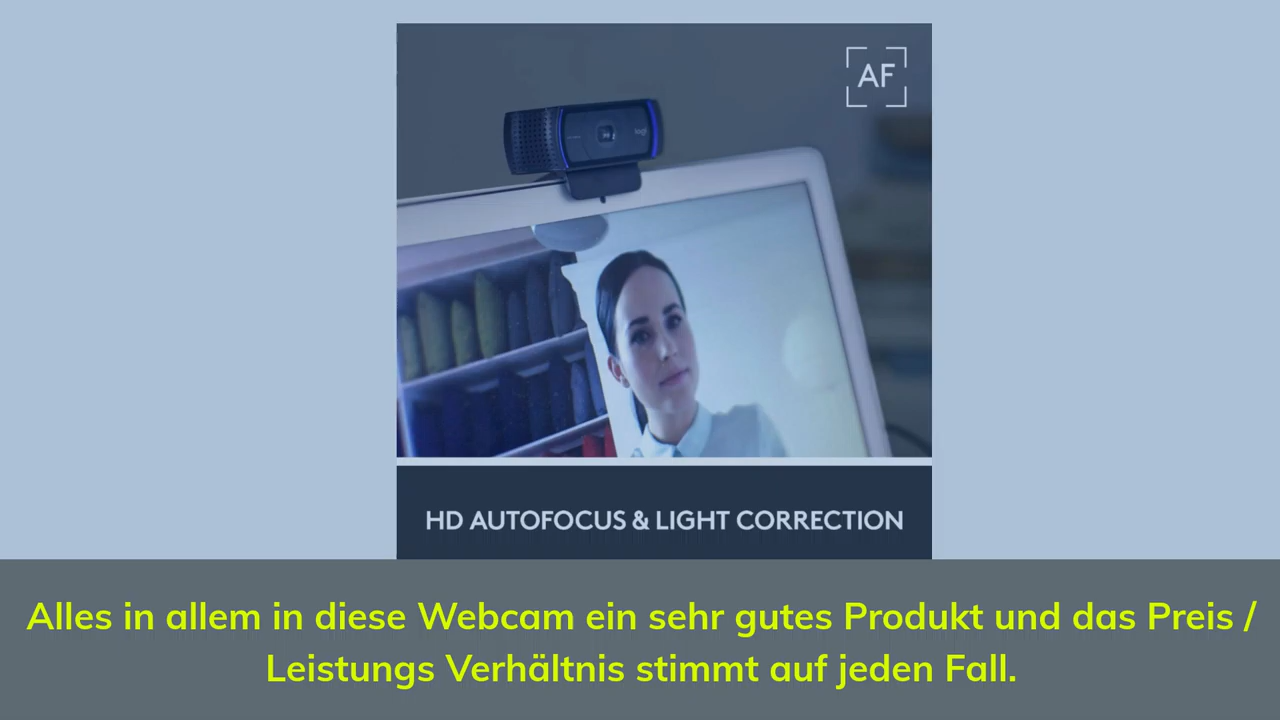 AF
logi
HD AUTOFOCUS & LIGHT CORRECTION
Alles in allem in diese Webcam ein sehr gutes Produkt und das Preis /
Leistungs Verhältnis stimmt auf jeden Fall.